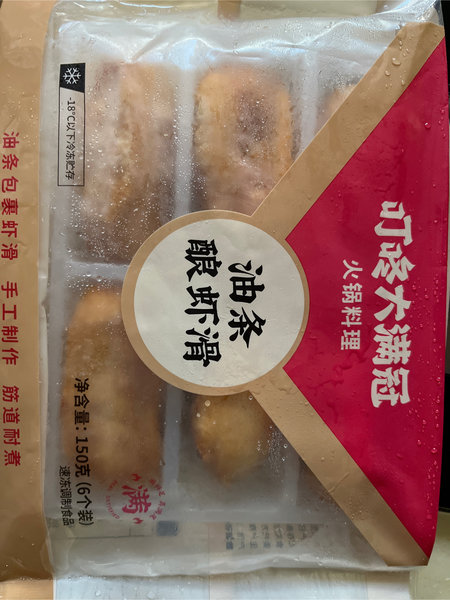 叮咚大满冠
火锅料理
油条
酿虾滑
-18°C以下冷冻贮存
净含量: 150克 (6个装)
速冻调制食品
满
油条包裹虾滑 手工制作 筋道耐煮